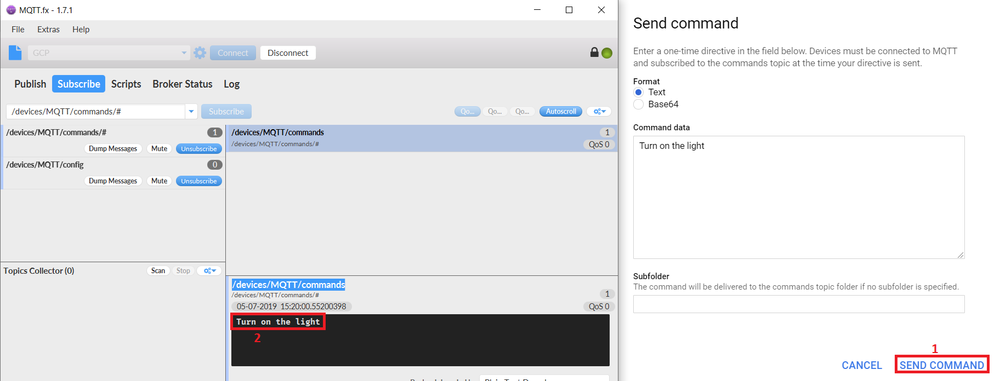 MQTT.fx - 1.7.1
File Extras Help
GCP Connect Disconnect
Publish Subscribe Scripts Broker Status Log
/devices/MQTT/commands/# Subscribe Qo... Qo... Qo... Autoscroll
/devices/MQTT/commands/# 1
Dump Messages Mute Unsubscribe
/devices/MQTT/config 0
Dump Messages Mute Unsubscribe
/devices/MQTT/commands 1
/devices/MQTT/commands/# QoS 0
Topics Collector (0) Scan Stop
/devices/MQTT/commands
/devices/MQTT/commands/# 1
05-07-2019 15:20:00.55200398 QoS 0
Turn on the light
2
Send command
Enter a one-time directive in the field below. Devices must be connected to MQTT
and subscribed to the commands topic at the time your directive is sent.
Format
Text
Base64
Command data
Turn on the light
Subfolder
The command will be delivered to the commands topic folder if no subfolder is specified.
1
CANCEL SEND COMMAND